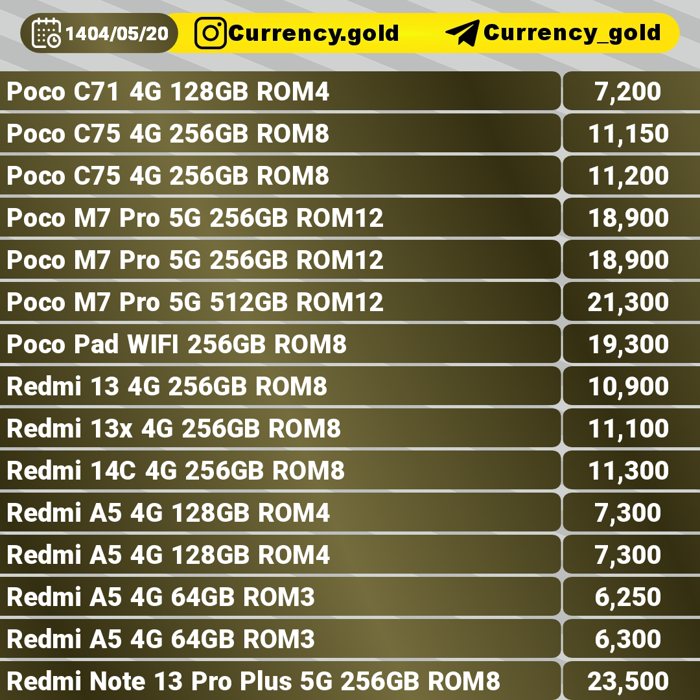 1404/05/20 Currency.gold Currency_gold
Poco C71 4G 128GB ROM4 7,200
Poco C75 4G 256GB ROM8 11,150
Poco C75 4G 256GB ROM8 11,200
Poco M7 Pro 5G 256GB ROM12 18,900
Poco M7 Pro 5G 256GB ROM12 18,900
Poco M7 Pro 5G 512GB ROM12 21,300
Poco Pad WIFI 256GB ROM8 19,300
Redmi 13 4G 256GB ROM8 10,900
Redmi 13x 4G 256GB ROM8 11,100
Redmi 14C 4G 256GB ROM8 11,300
Redmi A5 4G 128GB ROM4 7,300
Redmi A5 4G 128GB ROM4 7,300
Redmi A5 4G 64GB ROM3 6,250
Redmi A5 4G 64GB ROM3 6,300
Redmi Note 13 Pro Plus 5G 256GB ROM8 23,500